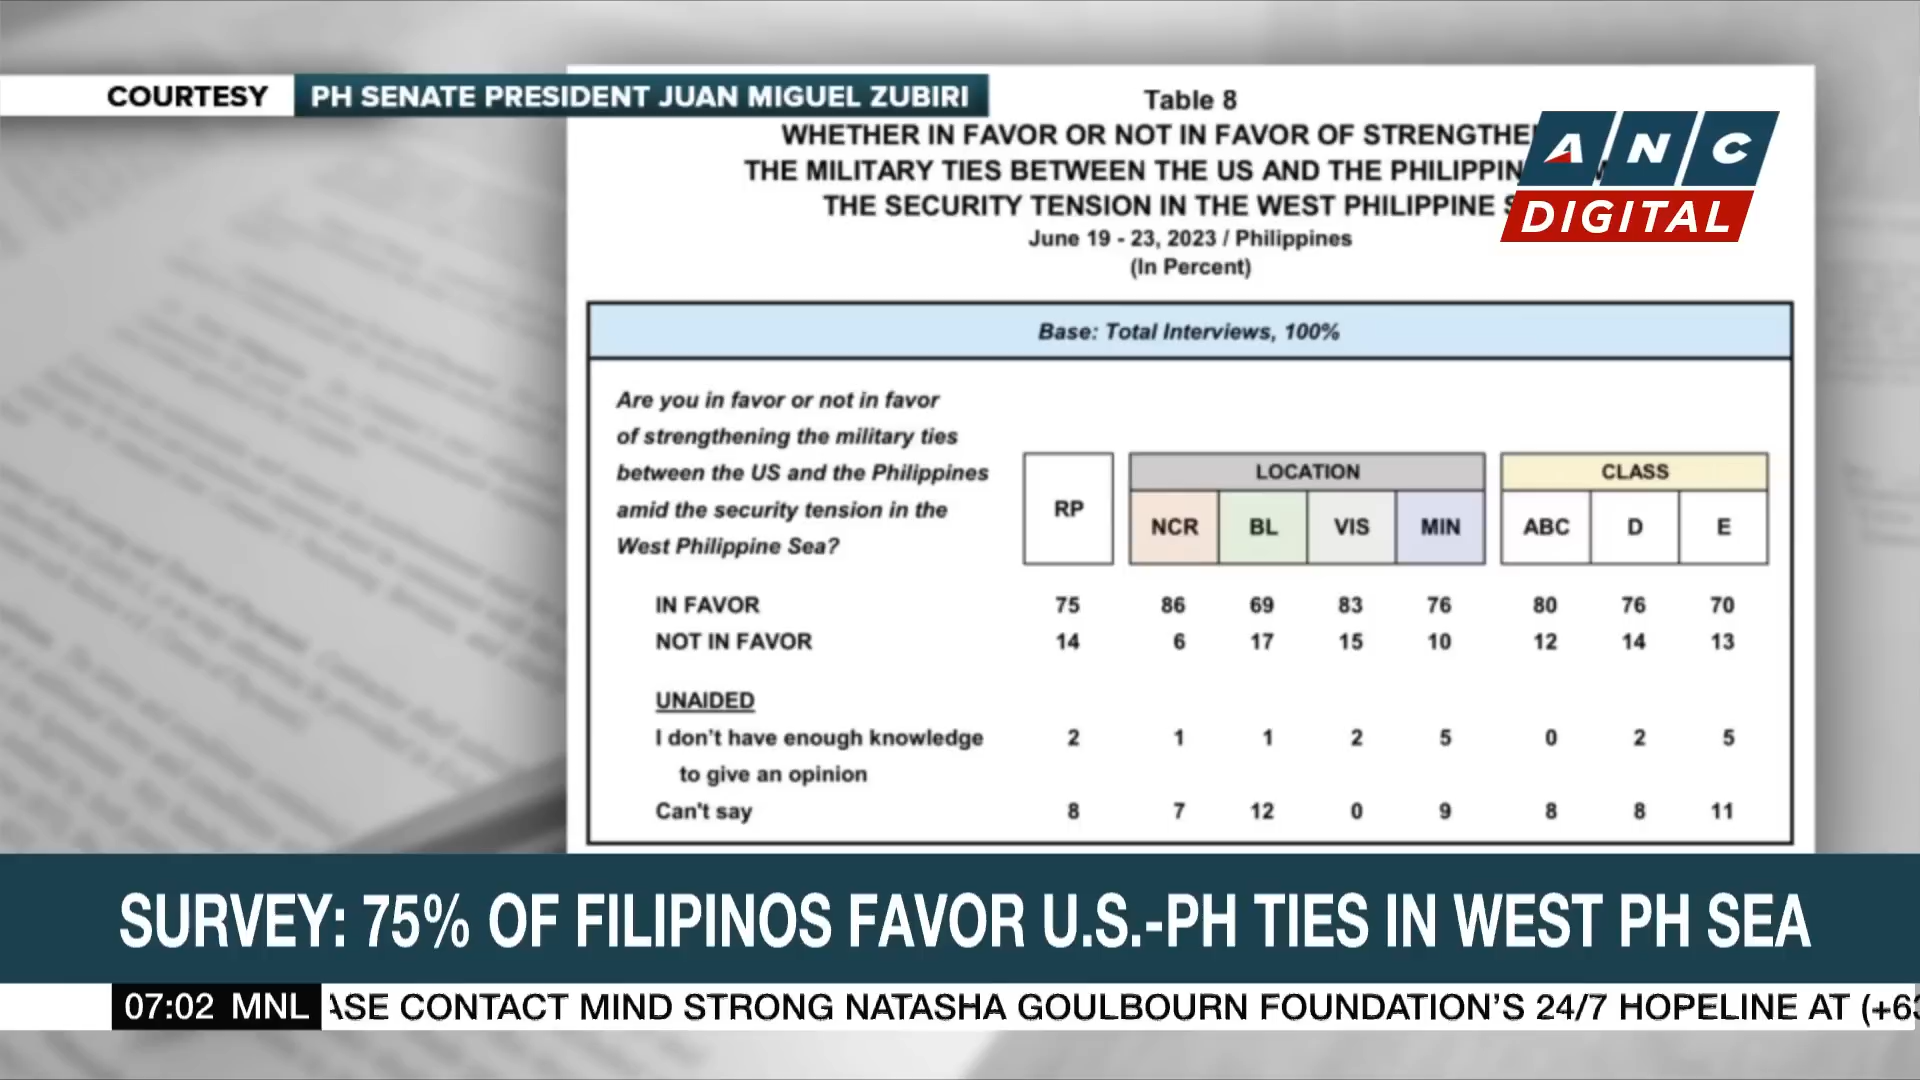 COURTESY PH SENATE PRESIDENT JUAN MIGUEL ZUBIRI
Table 8
WHETHER IN FAVOR OR NOT IN FAVOR OF
THE MILITARY TIES BETWEEN THE US AND THE
THE SECURITY TENSION IN THE WEST PHILIPPINE
June 19 - 23, 2023 / Philippines
(In Percent)
ANC
DIGITAL
Base: Total Interviews, 100%
Are you in favor or not in favor
of strengthening the military ties
between the US and the Philippines
amid the security tension in the
West Philippine Sea?
RP LOCATION CLASS
NCR BL VIS MIN ABC D E
IN FAVOR 75 86 69 83 76 80 76 70
NOT IN FAVOR 14 6 17 15 10 12 14 13
UNAIDED
I don't have enough knowledge 2 1 1 2 5 0 2 5
to give an opinion
Can't say 8 7 12 0 9 8 8 11
SURVEY: 75% OF FILIPINOS FAVOR U.S.-PH TIES IN WEST PH SEA
07:02 MNL ASE CONTACT MIND STRONG NATASHA GOULBOURN FOUNDATION'S 24/7 HOPELINE AT (+63